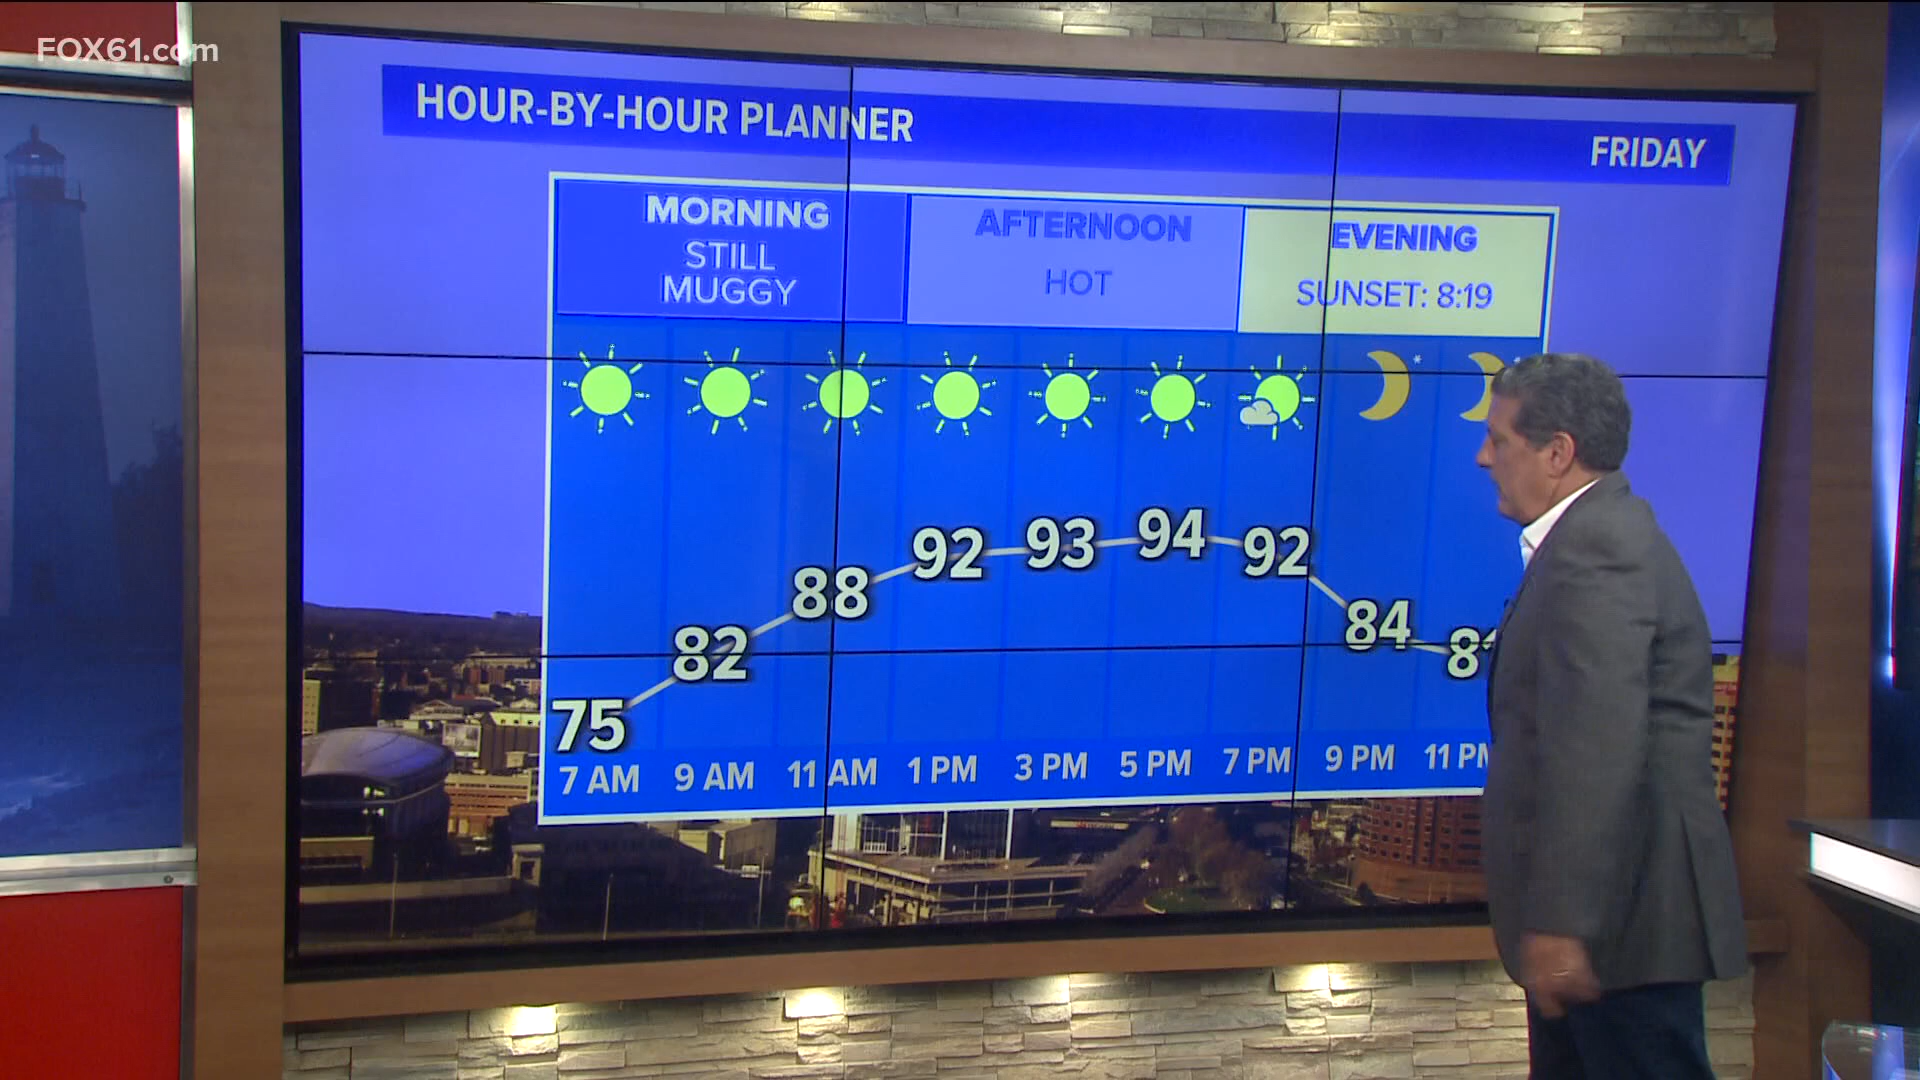 FOX61.com
HOUR-BY-HOUR PLANNER
FRIDAY
MORNING
STILL
MUGGY
AFTERNOON
HOT
EVENING
SUNSET: 8:19
75 82 88 92 93 94 92 84
7 AM 9 AM 11 AM 1 PM 3 PM 5 PM 7 PM 9 PM 11 PM